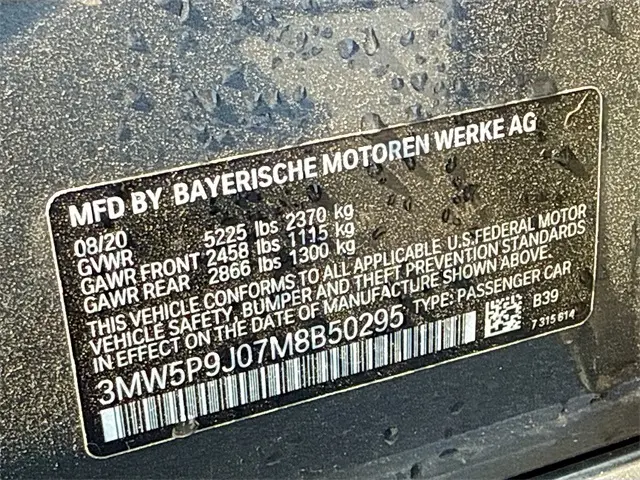 MFD BY BAYERISCHE MOTOREN WERKE AG
08/20
GVWR 5225 lbs 2370 kg
GAWR FRONT 2458 lbs 1115 kg
GAWR REAR 2866 lbs 1300 kg
THIS VEHICLE CONFORMS TO ALL APPLICABLE U.S. FEDERAL MOTOR
VEHICLE SAFETY, BUMPER AND THEFT PREVENTION STANDARDS
IN EFFECT ON THE DATE OF MANUFACTURE SHOWN ABOVE.
3MW5P9J07M8B50295 TYPE: PASSENGER CAR
B39
7 315 614